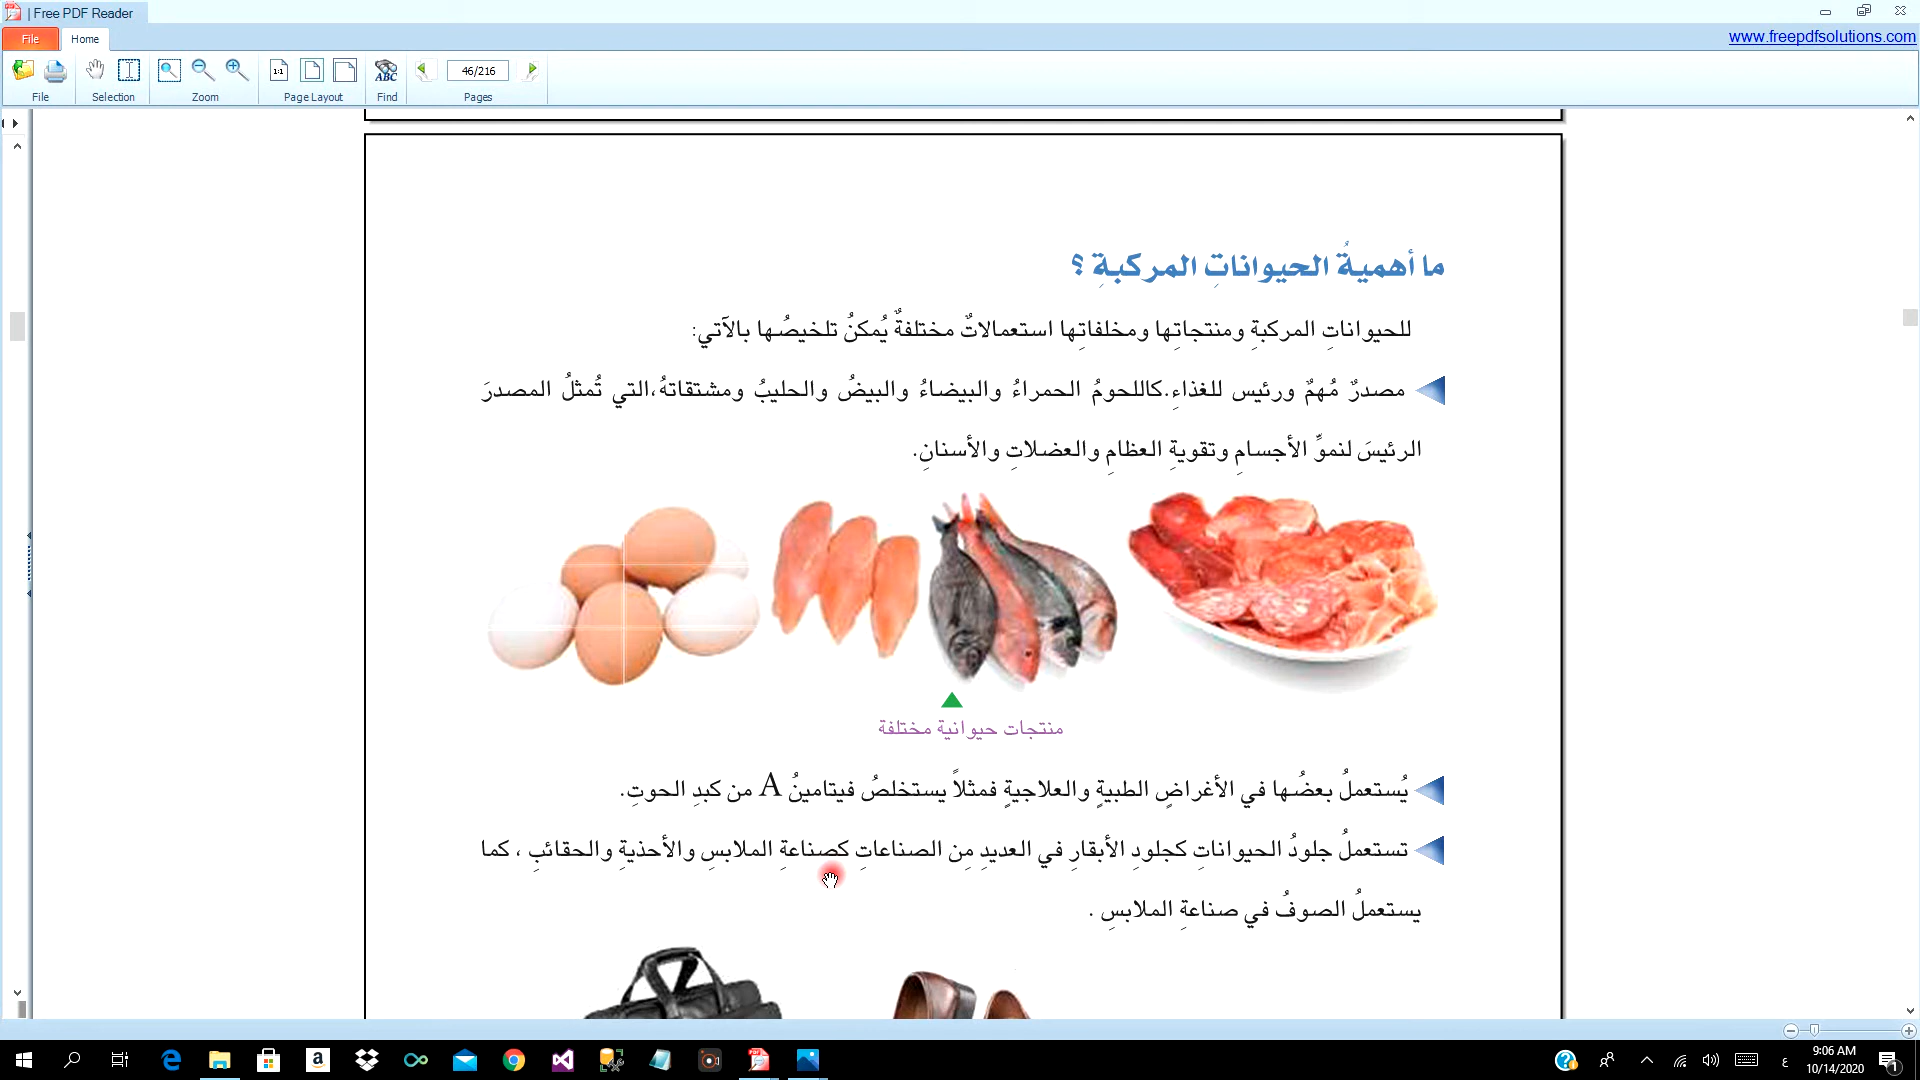 | Free PDF Reader
File
Home
www.freepdfsolutions.com
1:1
ABC
46/216
File
Selection
Zoom
Page Layout
Find
Pages
ما أهميةُ الحيواناتِ المركبةِ ؟
للحيواناتِ المركبةِ ومنتجاتِها ومخلفاتِها استعمالاتٌ مختلفةٌ يُمكنُ تلخيصُها بالآتي:
مصدرٌ مُهمٌ ورئيس للغذاءِ.كاللحومُ الحمراءُ والبيضاءُ والبيضُ والحليبُ ومشتقاتهُ،التي تُمثلُ المصدرَ
الرئيسَ لنموِّ الأجسامِ وتقويةِ العظامِ والعضلاتِ والأسنانِ.
منتجات حيوانية مختلفة
يُستعملُ بعضُها في الأغراضِ الطبيةِ والعلاجيةِ فمثلاً يستخلصُ فيتامينُ A من كبدِ الحوتِ.
تستعملُ جلودُ الحيواناتِ كجلودِ الأبقارِ في العديدِ مِن الصناعاتِ كصناعةِ الملابسِ والأحذيةِ والحقائبِ ، كما
يستعملُ الصوفُ في صناعةِ الملابسِ .
ع
9:06 AM
10/14/2020
1